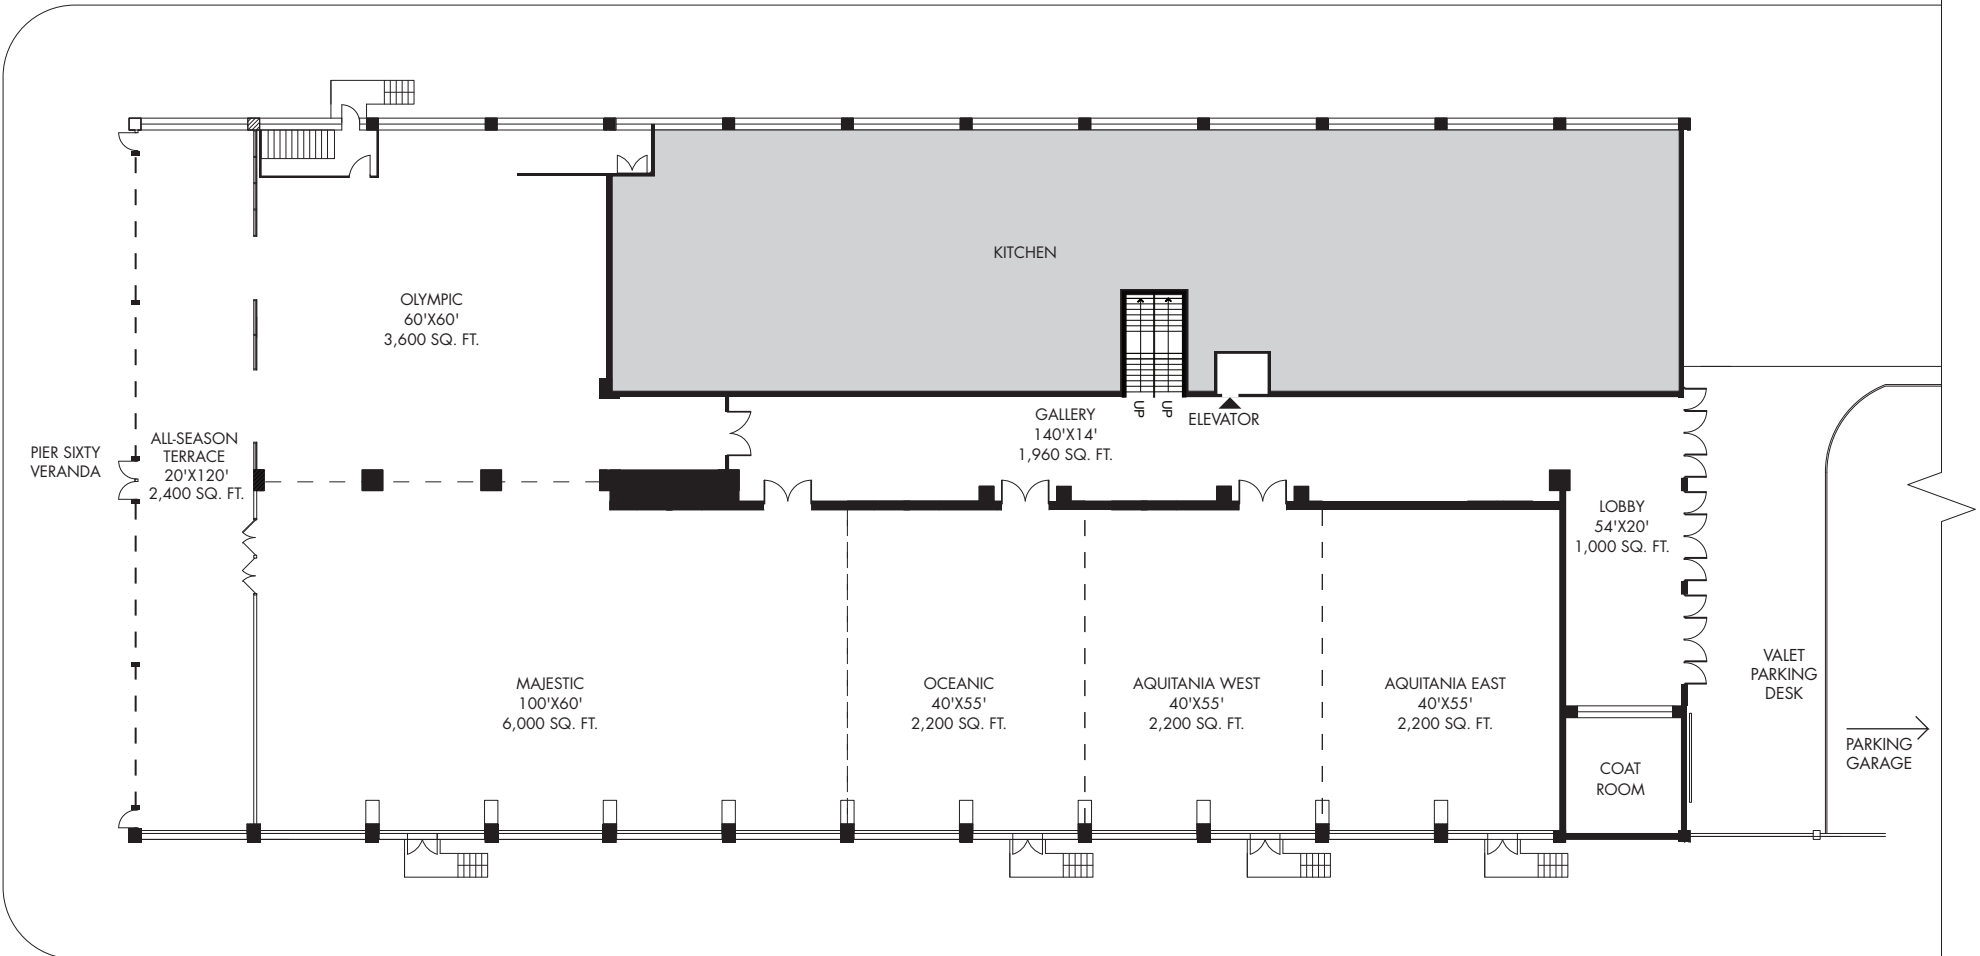 KITCHEN
OLYMPIC
60'X60'
3,600 SQ. FT.
GALLERY
140'X14'
1,960 SQ. FT.
UP
UP
ELEVATOR
PIER SIXTY
VERANDA
ALL-SEASON
TERRACE
20'X120'
2,400 SQ. FT.
LOBBY
54'X20'
1,000 SQ. FT.
MAJESTIC
100'X60'
6,000 SQ. FT.
OCEANIC
40'X55'
2,200 SQ. FT.
AQUITANIA WEST
40'X55'
2,200 SQ. FT.
AQUITANIA EAST
40'X55'
2,200 SQ. FT.
VALET
PARKING
DESK
COAT
ROOM
PARKING
GARAGE